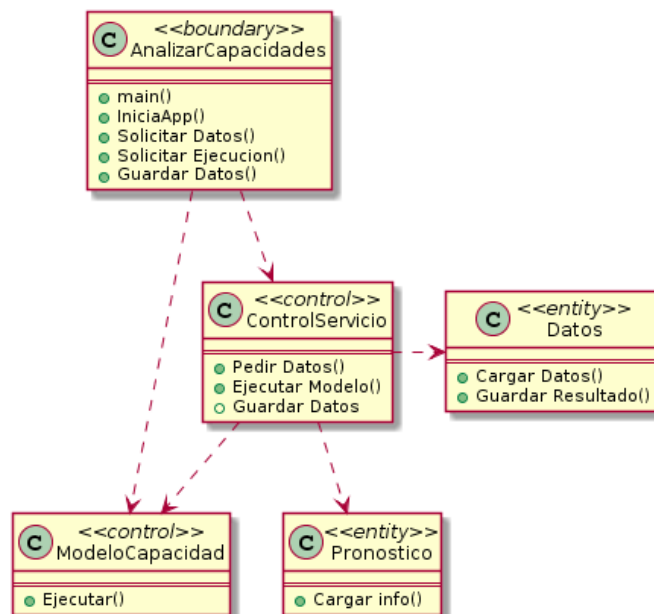 C
<<boundary>>
AnalizarCapacidades
main()
IniciaApp()
Solicitar Datos()
Solicitar Ejecucion()
Guardar Datos()
C
<<control>>
ControlServicio
Pedir Datos()
Ejecutar Modelo()
Guardar Datos
C
<<entity>>
Datos
Cargar Datos()
Guardar Resultado()
C
<<control>>
ModeloCapacidad
Ejecutar()
C
<<entity>>
Pronostico
Cargar info()